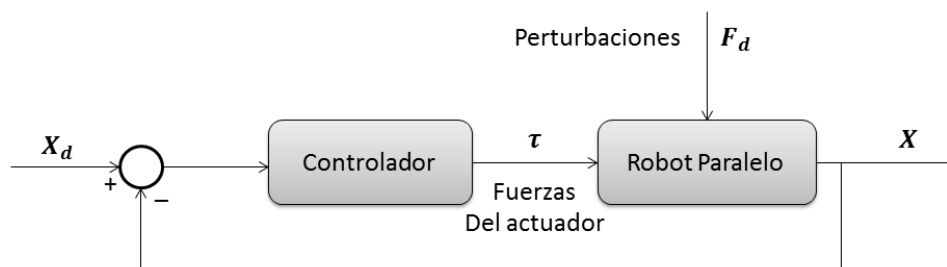 Perturbaciones
F_d
X_d
+
−
Controlador
τ
Fuerzas
Del actuador
Robot Paralelo
X